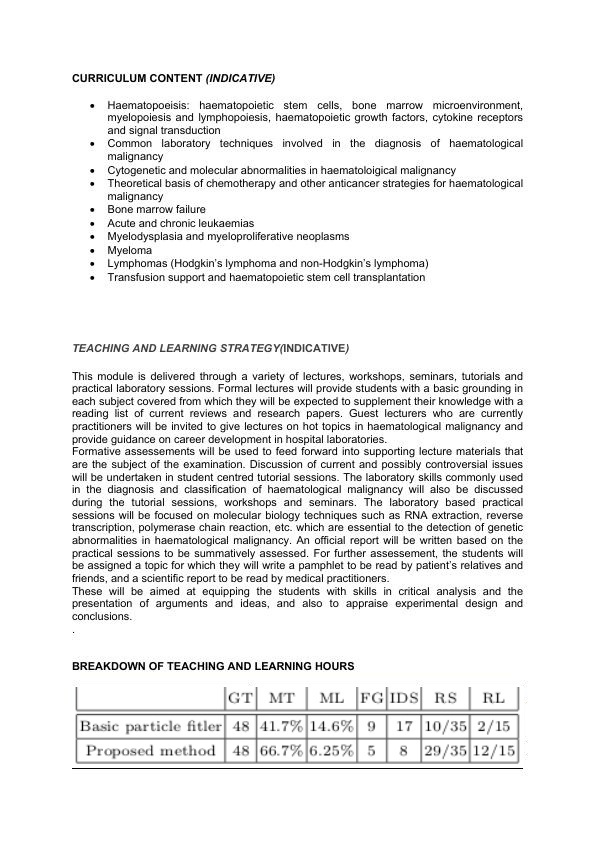 CURRICULUM CONTENT (INDICATIVE)
• Haematopoeisis: haematopoietic stem cells, bone marrow microenvironment,
myelopoiesis and lymphopoiesis, haematopoietic growth factors, cytokine receptors
and signal transduction
• Common laboratory techniques involved in the diagnosis of haematological
malignancy
• Cytogenetic and molecular abnormalities in haematoloigical malignancy
• Theoretical basis of chemotherapy and other anticancer strategies for haematological
malignancy
• Bone marrow failure
• Acute and chronic leukaemias
• Myelodysplasia and myeloproliferative neoplasms
• Myeloma
• Lymphomas (Hodgkin's lymphoma and non-Hodgkin's lymphoma)
• Transfusion support and haematopoietic stem cell transplantation
TEACHING AND LEARNING STRATEGY(INDICATIVE)
This module is delivered through a variety of lectures, workshops, seminars, tutorials and
practical laboratory sessions. Formal lectures will provide students with a basic grounding in
each subject covered from which they will be expected to supplement their knowledge with a
reading list of current reviews and research papers. Guest lecturers who are currently
practitioners will be invited to give lectures on hot topics in haematological malignancy and
provide guidance on career development in hospital laboratories.
Formative assessements will be used to feed forward into supporting lecture materials that
are the subject of the examination. Discussion of current and possibly controversial issues
will be undertaken in student centred tutorial sessions. The laboratory skills commonly used
in the diagnosis and classification of haematological malignancy will also be discussed
during the tutorial sessions, workshops and seminars. The laboratory based practical
sessions will be focused on molecular biology techniques such as RNA extraction, reverse
transcription, polymerase chain reaction, etc. which are essential to the detection of genetic
abnormalities in haematological malignancy. An official report will be written based on the
practical sessions to be summatively assessed. For further assessement, the students will
be assigned a topic for which they will write a pamphlet to be read by patient's relatives and
friends, and a scientific report to be read by medical practitioners.
These will be aimed at equipping the students with skills in critical analysis and the
presentation of arguments and ideas, and also to appraise experimental design and
conclusions.
.
BREAKDOWN OF TEACHING AND LEARNING HOURS
GT MT ML FG IDS RS RL
Basic particle fitler 48 41.7% 14.6% 9 17 10/35 2/15
Proposed method 48 66.7% 6.25% 5 8 29/35 12/15